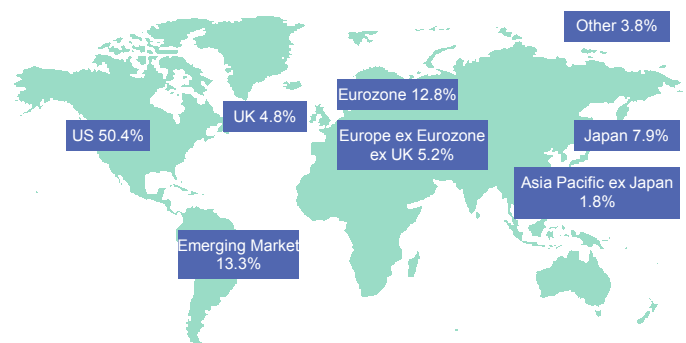 Other 3.8%
Eurozone 12.8%
UK 4.8%
US 50.4%
Europe ex Eurozone
ex UK 5.2%
Japan 7.9%
Asia Pacific ex Japan
1.8%
Emerging Market
13.3%